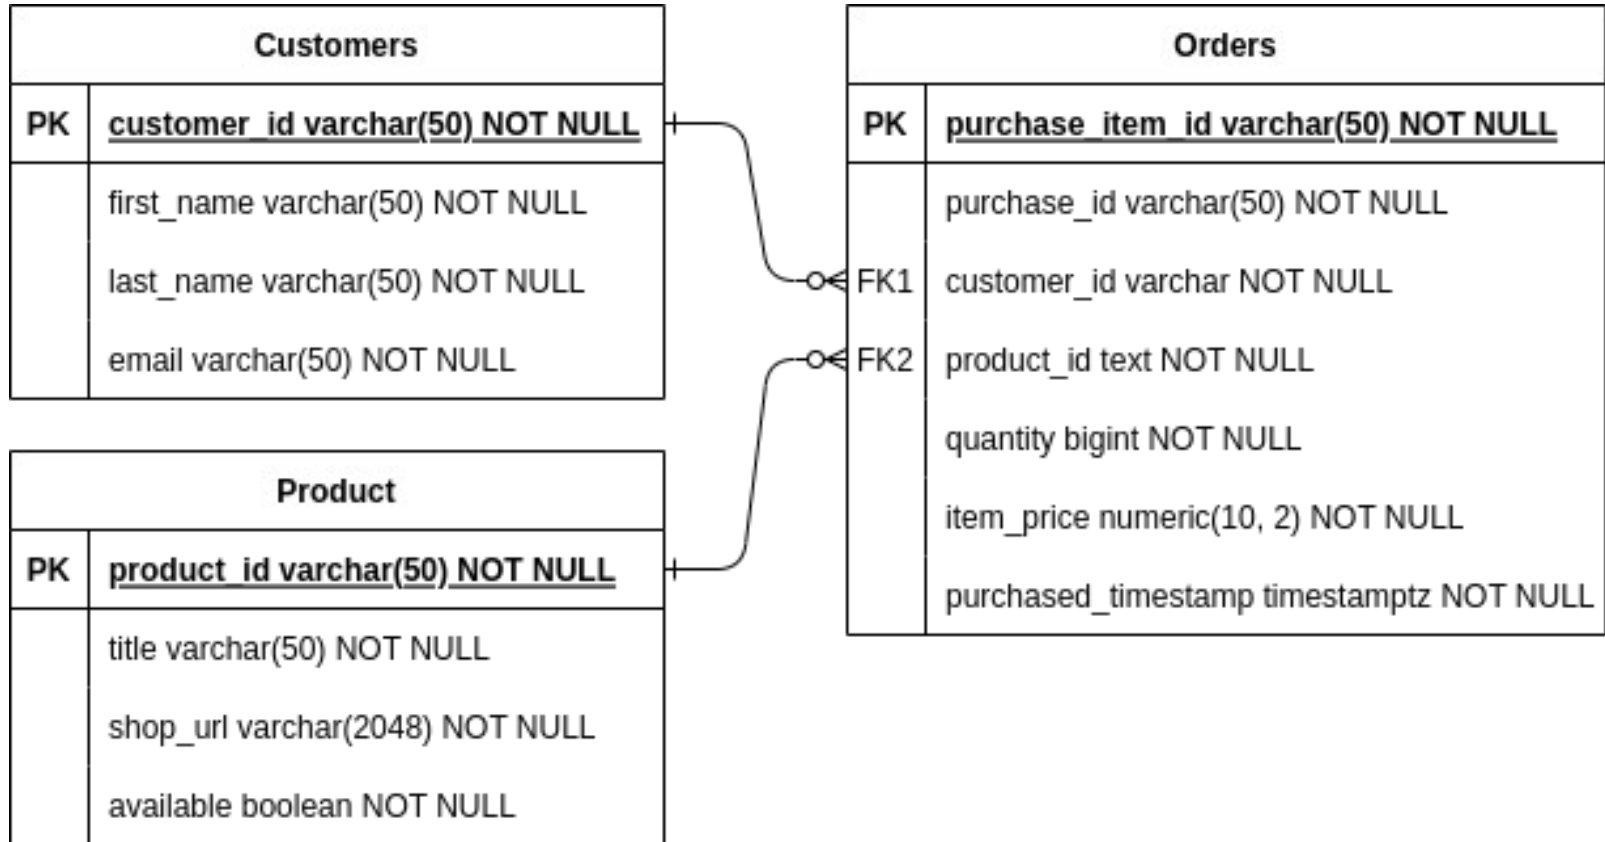 Customers
PK customer_id varchar(50) NOT NULL
first_name varchar(50) NOT NULL
last_name varchar(50) NOT NULL
email varchar(50) NOT NULL
Product
PK product_id varchar(50) NOT NULL
title varchar(50) NOT NULL
shop_url varchar(2048) NOT NULL
available boolean NOT NULL
Orders
PK purchase_item_id varchar(50) NOT NULL
purchase_id varchar(50) NOT NULL
FK1 customer_id varchar NOT NULL
FK2 product_id text NOT NULL
quantity bigint NOT NULL
item_price numeric(10, 2) NOT NULL
purchased_timestamp timestamptz NOT NULL